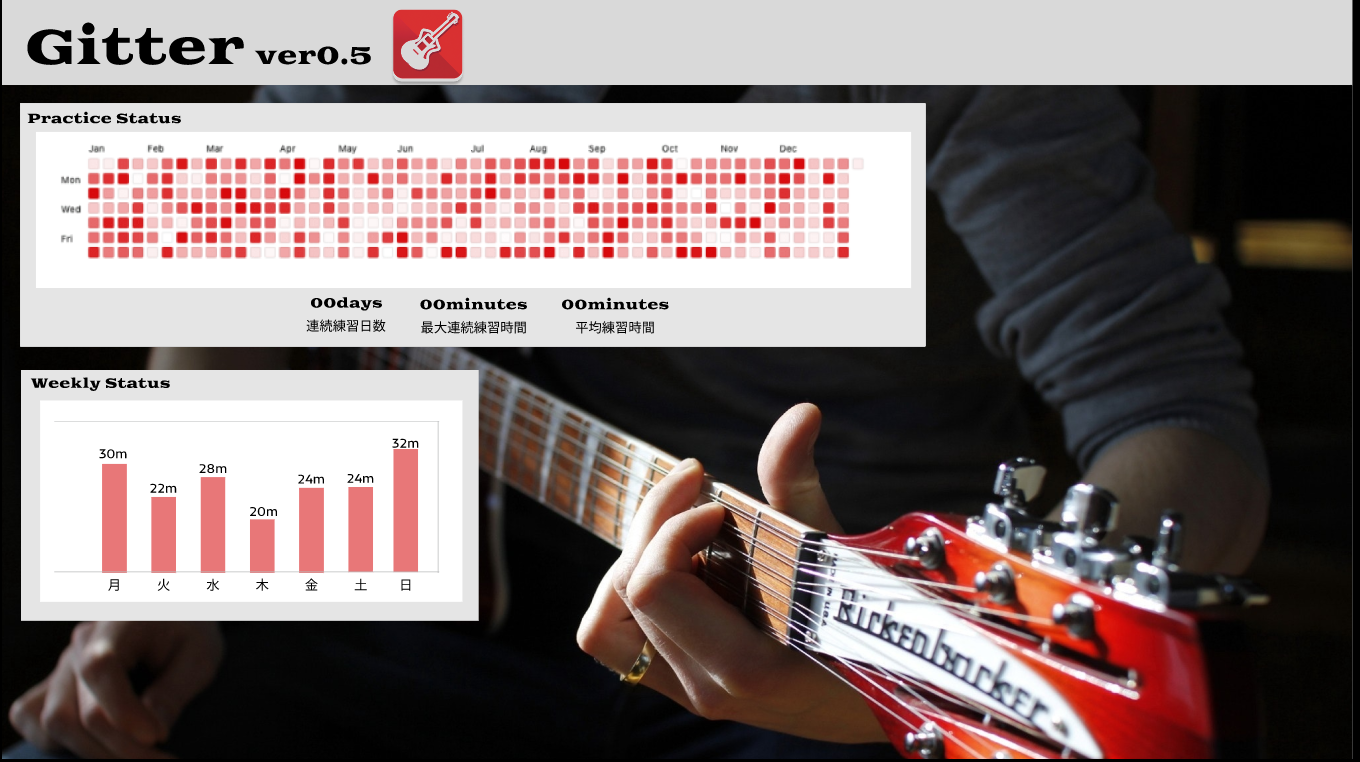 Gitter ver0.5
Practice Status
Jan Feb Mar Apr May Jun Jul Aug Sep Oct Nov Dec
Mon
Wed
Fri
00days 00minutes 00minutes
連続練習日数 最大連続練習時間 平均練習時間
Weekly Status
30m 22m 28m 20m 24m 24m 32m
月 火 水 木 金 土 日
Rickenbacker